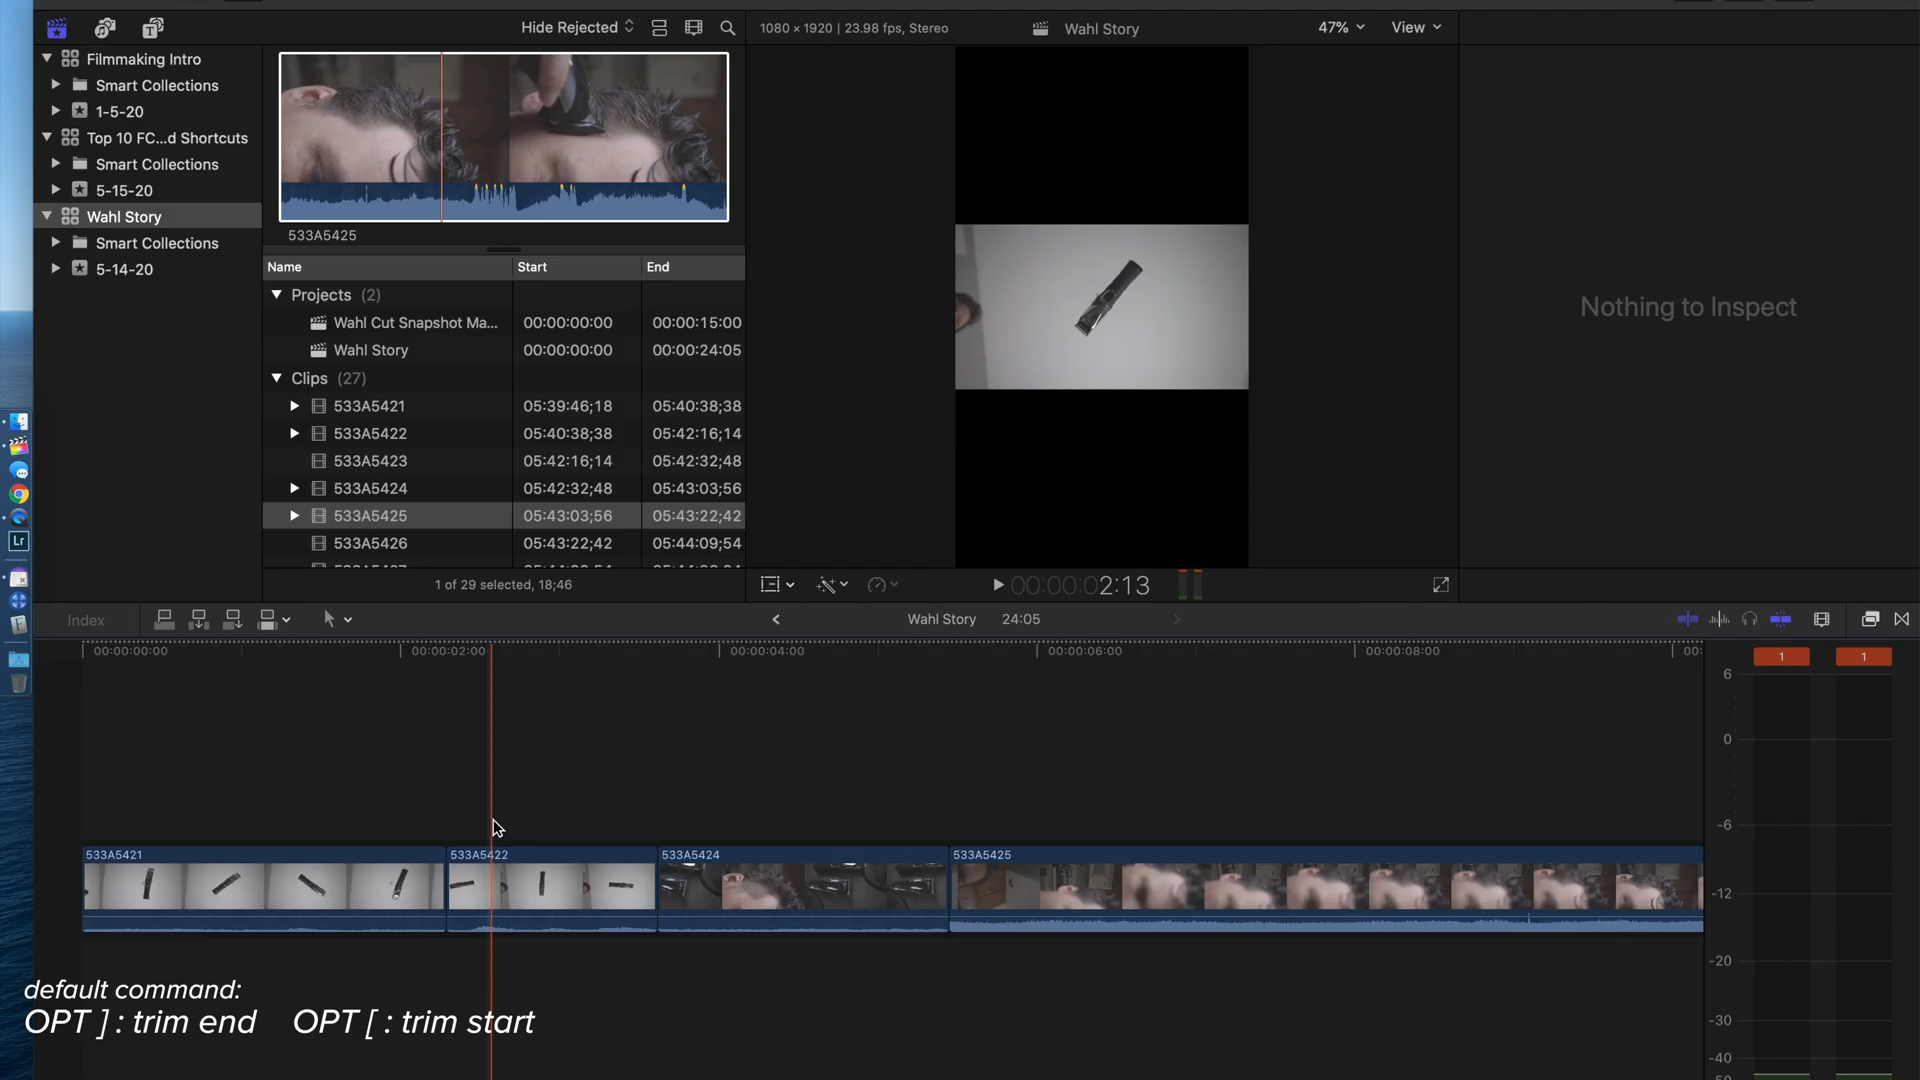 Hide Rejected
1080 × 1920 | 23.98 fps, Stereo
Wahl Story
47%
View
Filmmaking Intro
Smart Collections
1-5-20
Top 10 FC...d Shortcuts
Smart Collections
5-15-20
Wahl Story
Smart Collections
5-14-20
533A5425
Name Start End
Projects (2)
Wahl Cut Snapshot Ma... 00:00:00:00 00:00:15:00
Wahl Story 00:00:00:00 00:00:24:05
Clips (27)
533A5421 05:39:46;18 05:40:38;38
533A5422 05:40:38;38 05:42:16;14
533A5423 05:42:16;14 05:42:32;48
533A5424 05:42:32;48 05:43:03;56
533A5425 05:43:03;56 05:43:22;42
533A5426 05:43:22;42 05:44:09;54
1 of 29 selected, 18:46
Nothing to Inspect
00:00:02:13
Lr
Index
Wahl Story 24:05
00:00:00:00 00:00:02:00 00:00:04:00 00:00:06:00 00:00:08:00 00:
1 1
6
0
-6
-12
-20
-30
-40
-50
533A5421 533A5422 533A5424 533A5425
default command:
OPT ] : trim end OPT [ : trim start